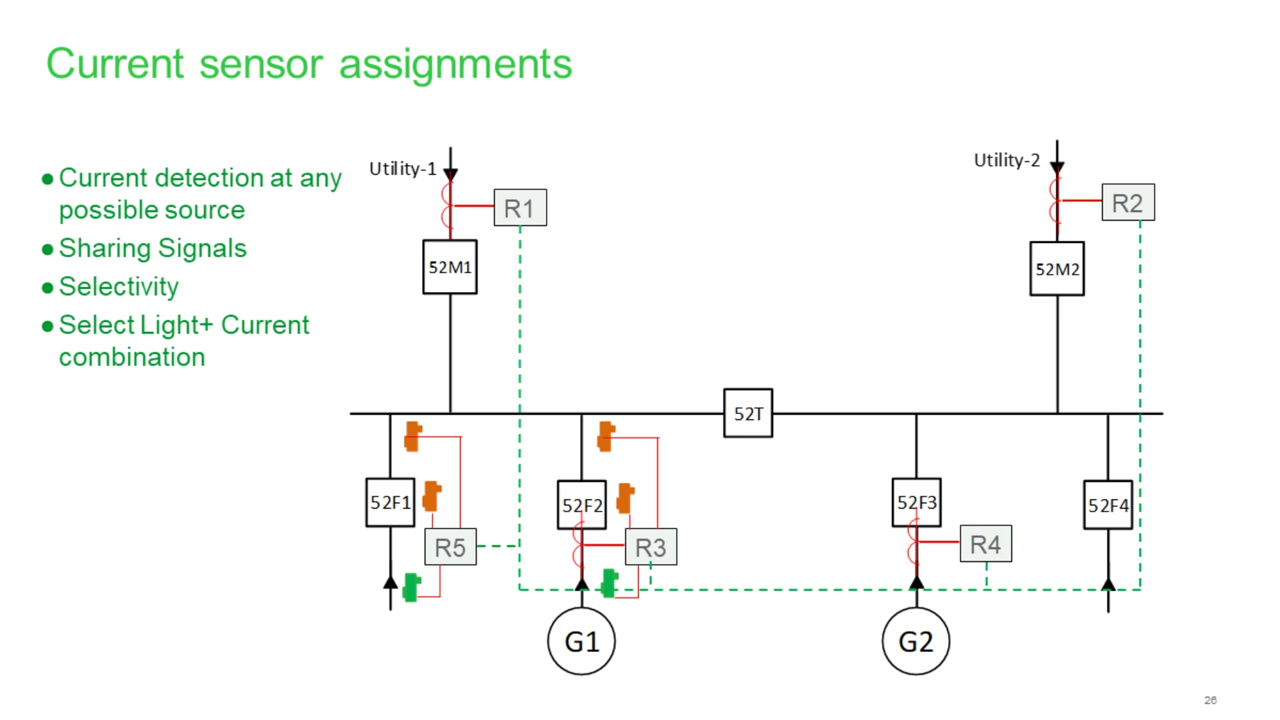 Current sensor assignments
● Current detection at any
possible source
● Sharing Signals
● Selectivity
● Select Light+ Current
combination
Utility-1
Utility-2
R1
R2
52M1
52M2
52T
52F1
52F2
52F3
52F4
R5
R3
R4
G1
G2
26